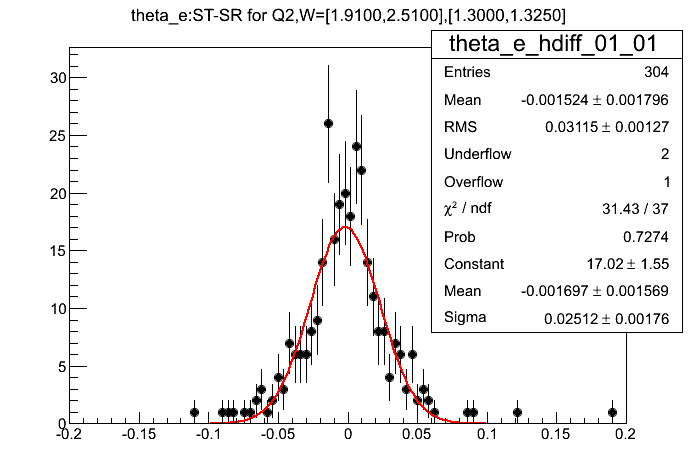 theta_e:ST-SR for Q2,W=[1.9100,2.5100],[1.3000,1.3250]
theta_e_hdiff_01_01
Entries 304
Mean -0.001524 ± 0.001796
RMS 0.03115 ± 0.00127
Underflow 2
Overflow 1
χ² / ndf 31.43 / 37
Prob 0.7274
Constant 17.02 ± 1.55
Mean -0.001697 ± 0.001569
Sigma 0.02512 ± 0.00176
30
25
20
15
10
5
0
-0.2 -0.15 -0.1 -0.05 0 0.05 0.1 0.15 0.2